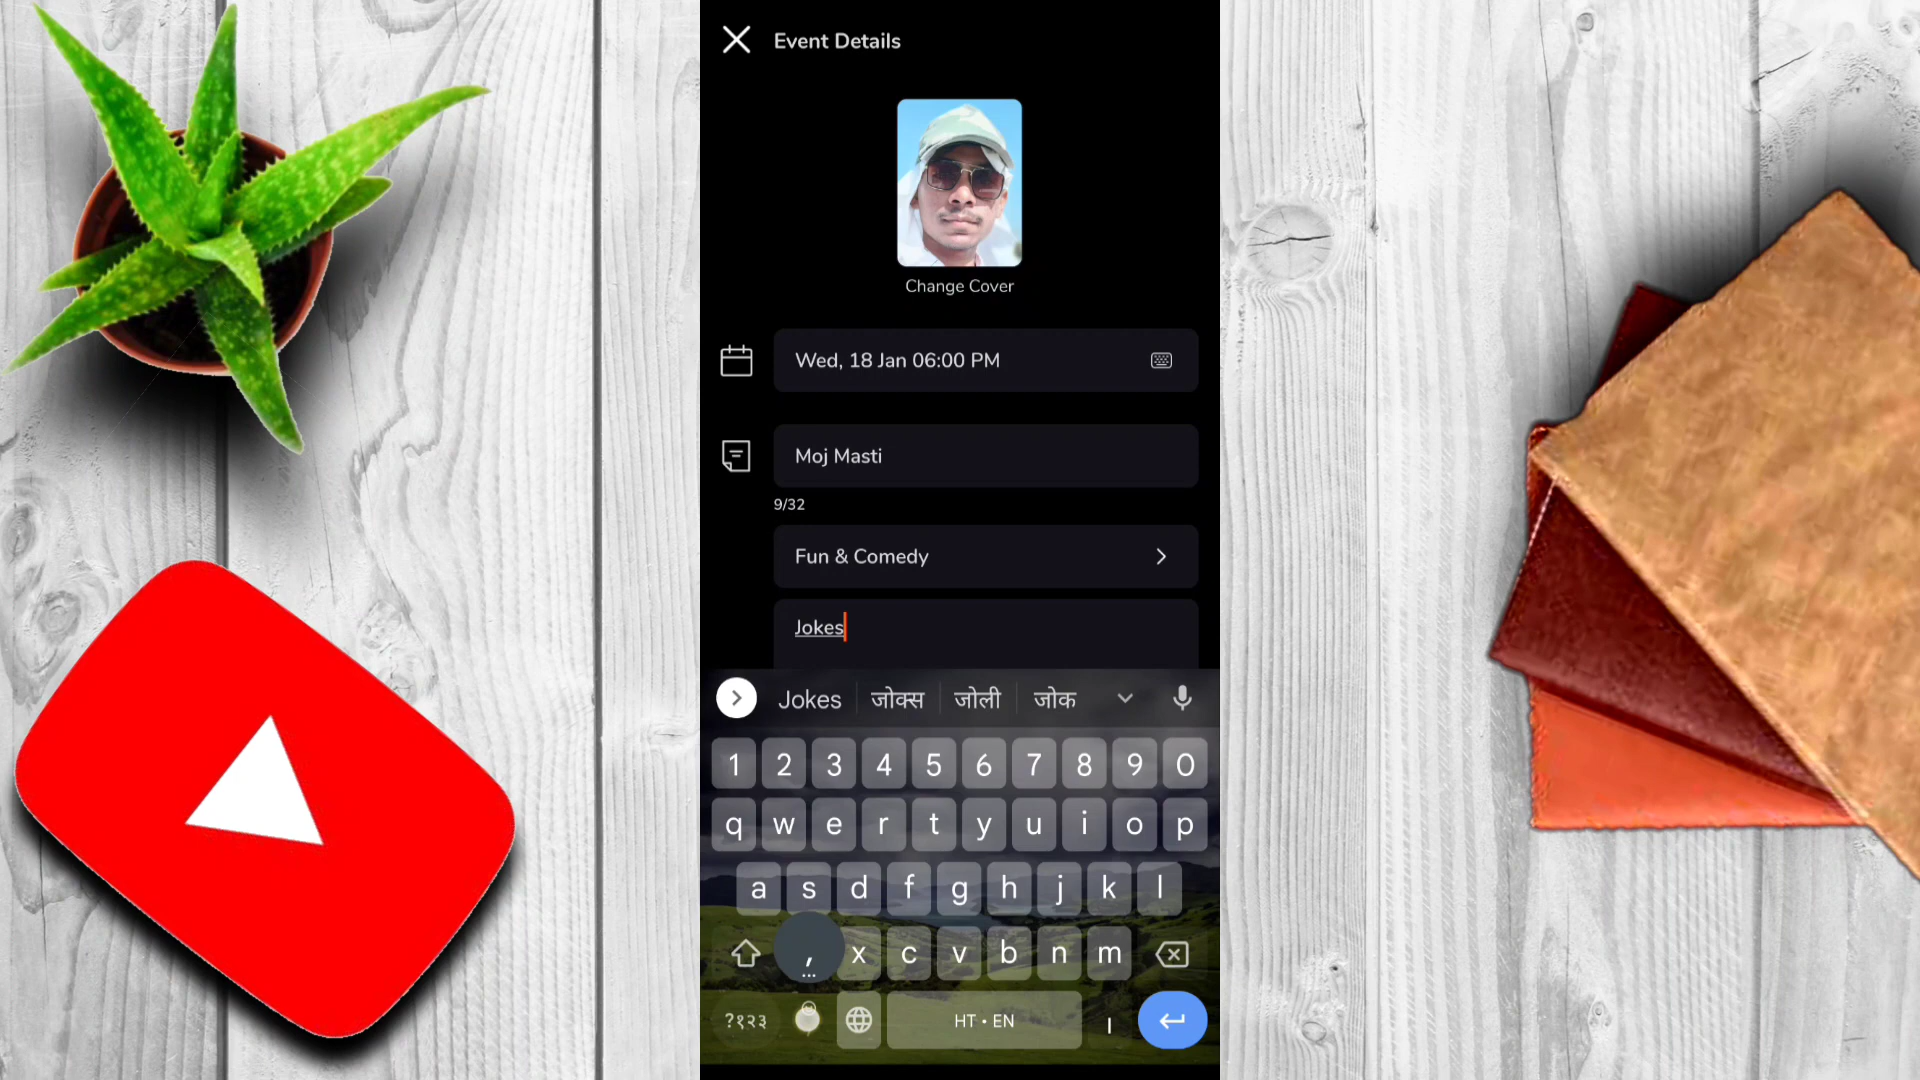 Event Details
Change Cover
Wed, 18 Jan 06:00 PM
Moj Masti
9/32
Fun & Comedy
Jokes
Jokes जोक्स जोली जोक
1 2 3 4 5 6 7 8 9 0
q w e r t y u i o p
a s d f g h j k l
, x c v b n m
?१२३ HT • EN ।